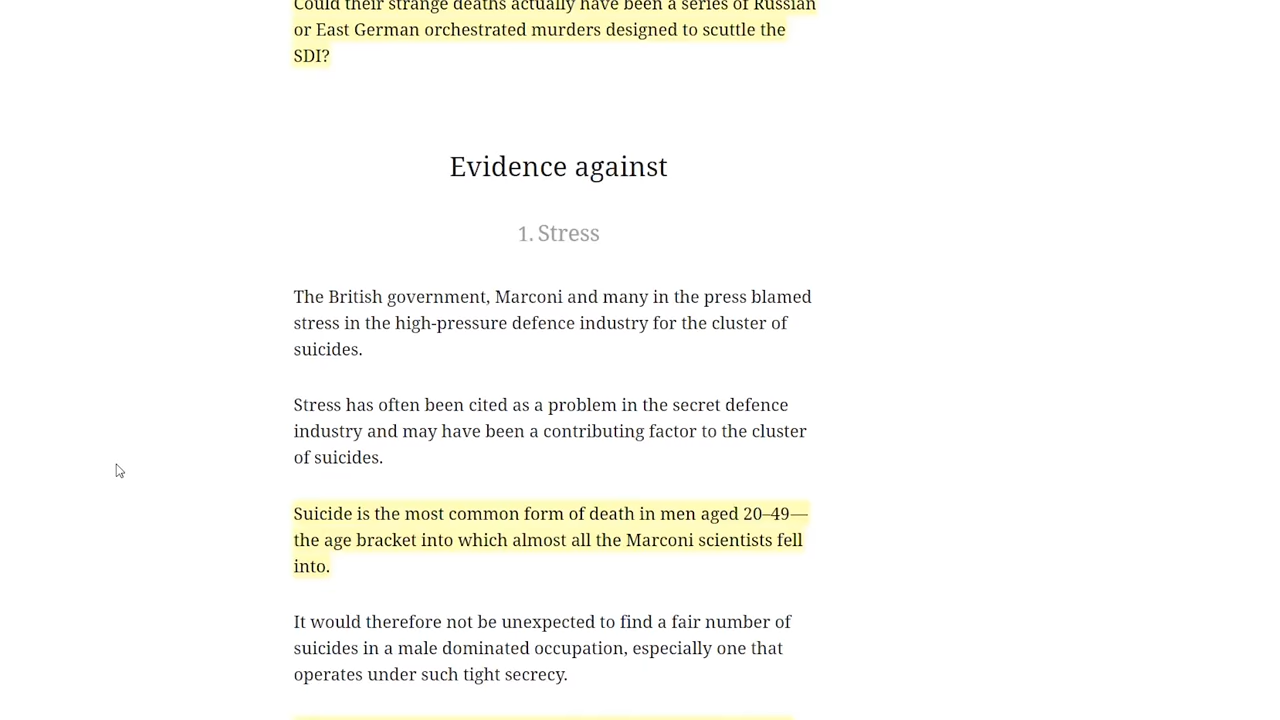 Could their strange deaths actually have been a series of Russian
or East German orchestrated murders designed to scuttle the
SDI?
Evidence against
1. Stress
The British government, Marconi and many in the press blamed
stress in the high-pressure defence industry for the cluster of
suicides.
Stress has often been cited as a problem in the secret defence
industry and may have been a contributing factor to the cluster
of suicides.
Suicide is the most common form of death in men aged 20–49—
the age bracket into which almost all the Marconi scientists fell
into.
It would therefore not be unexpected to find a fair number of
suicides in a male dominated occupation, especially one that
operates under such tight secrecy.